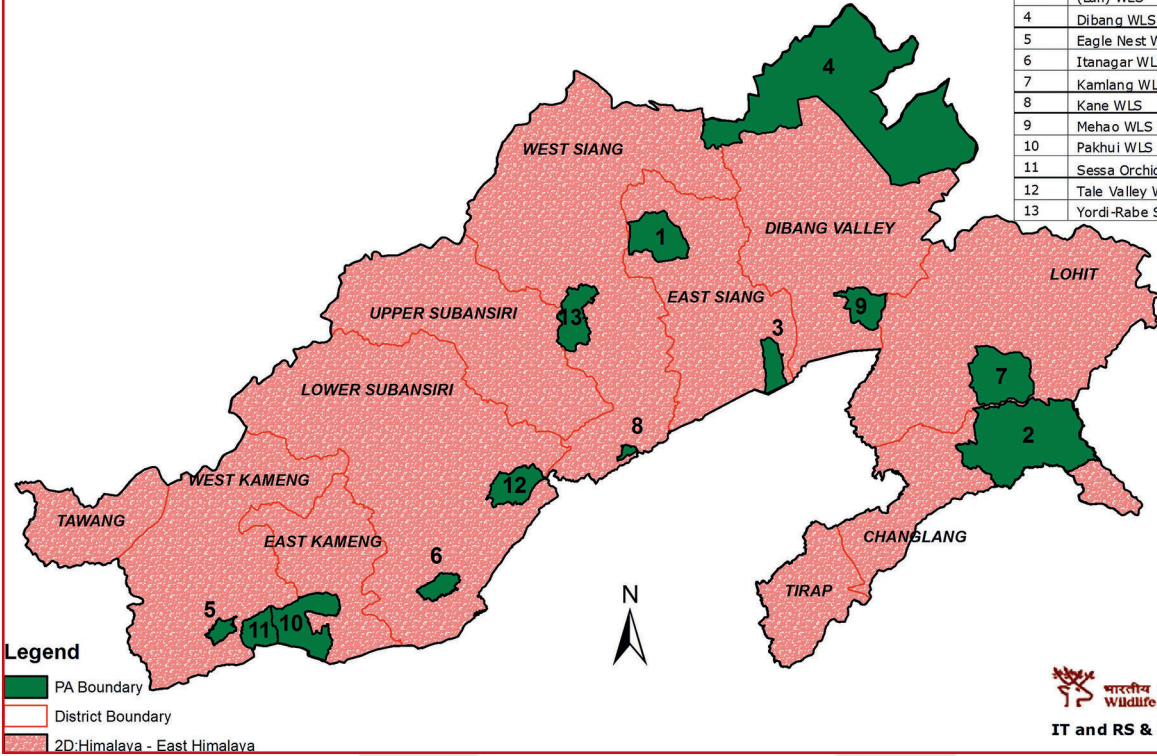 4 Dibang WLS
5 Eagle Nest W
6 Itanagar WL
7 Kamlang WL
8 Kane WLS
9 Mehao WLS
10 Pakhui WLS
11 Sessa Orchid
12 Tale Valley W
13 Yordi-Rabe S
4
WEST SIANG
1
DIBANG VALLEY
LOHIT
EAST SIANG
9
UPPER SUBANSIRI
13
3
7
LOWER SUBANSIRI
8
2
WEST KAMENG
12
TAWANG
EAST KAMENG
CHANGLANG
6
TIRAP
N
5
11
10
Legend
PA Boundary
District Boundary
2D:Himalaya - East Himalaya
भारतीय
Wildlife
IT and RS &